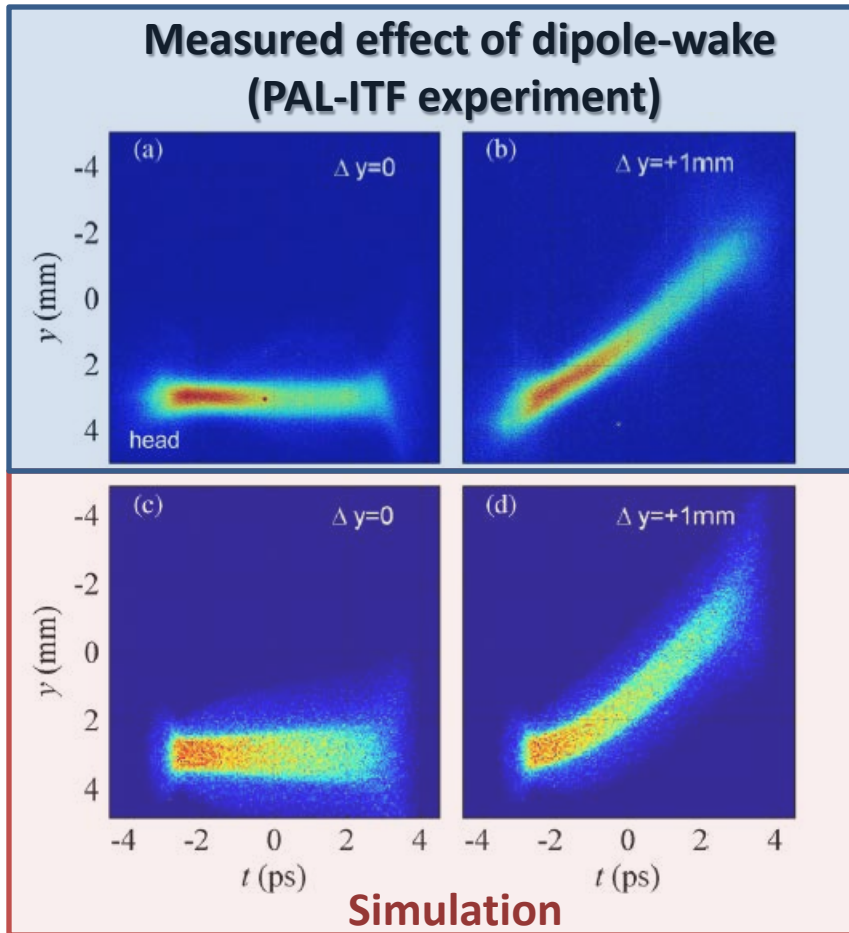 Measured effect of dipole-wake
(PAL-ITF experiment)
(a) Δ y=0
(b) Δ y=+1mm
-4
-2
0
2
4
y (mm)
head
(c) Δ y=0
(d) Δ y=+1mm
-4
-2
0
2
4
y (mm)
-4 -2 0 2 4
-4 -2 0 2 4
t (ps)
t (ps)
Simulation